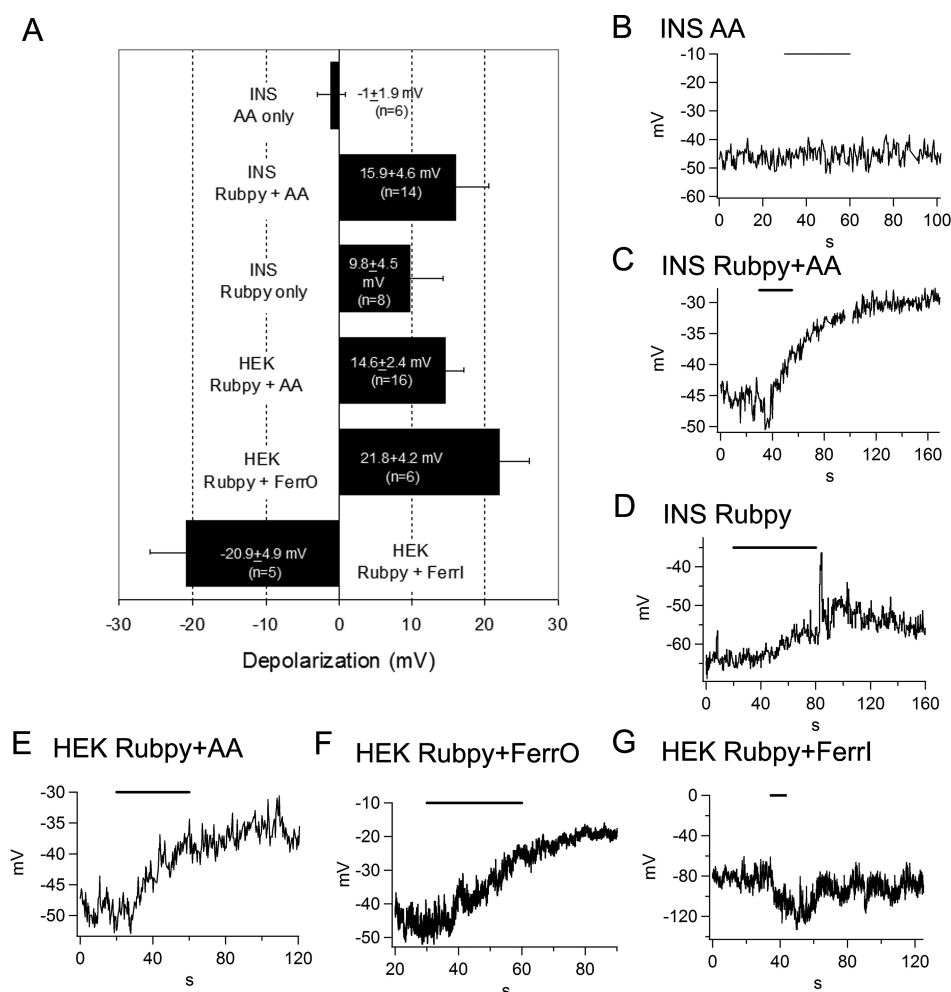 A
INS
AA only
-1±1.9 mV
(n=6)
INS
Rubpy + AA
15.9+4.6 mV
(n=14)
INS
Rubpy only
9.8±4.5
mV
(n=8)
HEK
Rubpy + AA
14.6±2.4 mV
(n=16)
HEK
Rubpy + FerrO
21.8+4.2 mV
(n=6)
-20.9±4.9 mV
(n=5)
HEK
Rubpy + FerrI
-30 -20 -10 0 10 20 30
Depolarization (mV)
B INS AA
-10
-20
-30
-40
-50
-60
mV
0 20 40 60 80 100
s
C INS Rubpy+AA
-30
-35
-40
-45
-50
mV
0 40 80 120 160
s
D INS Rubpy
-40
-50
-60
mV
0 40 80 120 160
s
E HEK Rubpy+AA
-30
-35
-40
-45
-50
mV
0 40 80 120
s
F HEK Rubpy+FerrO
-10
-20
-30
-40
-50
mV
20 40 60 80
s
G HEK Rubpy+FerrI
0
-40
-80
-120
mV
0 40 80 120
s